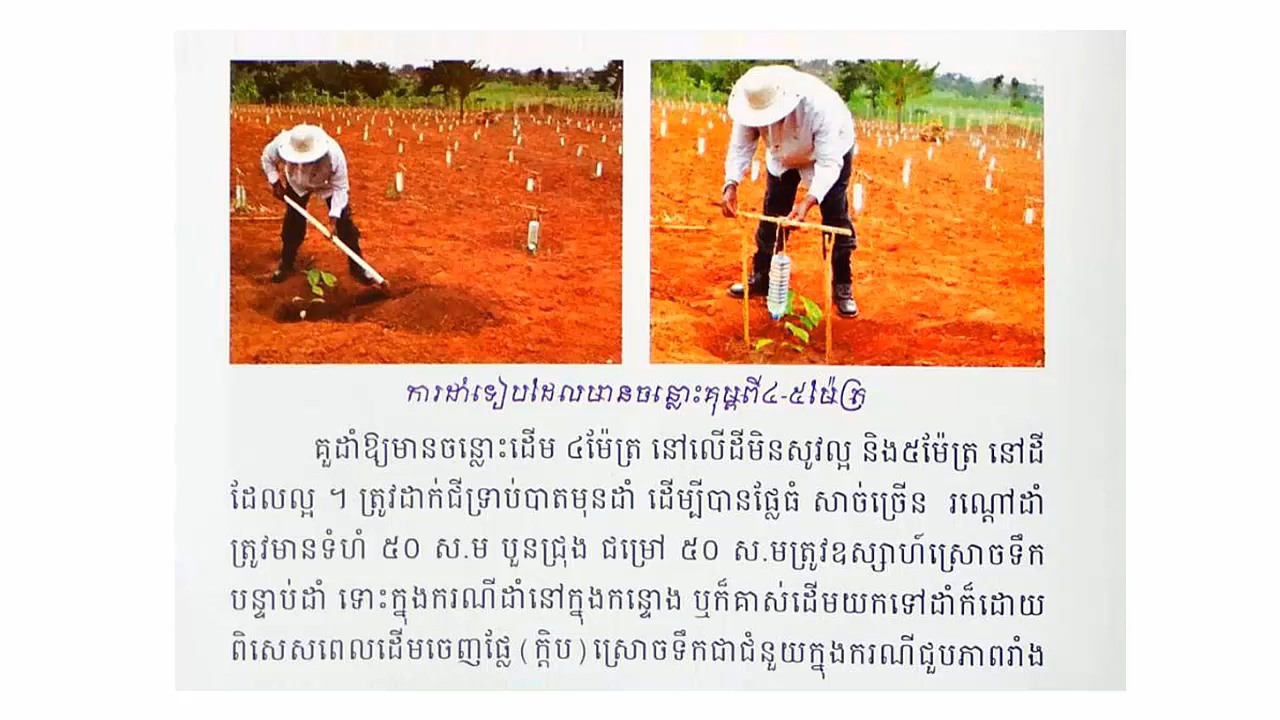 ការដាំទៀបដែលមានចន្លោះគុម្ពពី៤-៥ម៉ែត្រ
គួដាំឱ្យមានចន្លោះដើម ៤ម៉ែត្រ នៅលើដីមិនសូវល្អ និង៥ម៉ែត្រ នៅដី
ដែលល្អ ។ ត្រូវដាក់ជីទ្រាប់បាតមុនដាំ ដើម្បីបានផ្លែធំ សាច់ច្រើន រណ្តៅដាំ
ត្រូវមានទំហំ ៥០ ស.ម បួនជ្រុង ជម្រៅ ៥០ ស.មត្រូវឧស្សាហ៍ស្រោចទឹក
បន្ទាប់ដាំ ទោះក្នុងករណីដាំនៅក្នុងកន្ទោង ឬក៏គាស់ដើមយកទៅដាំក៏ដោយ
ពិសេសពេលដើមចេញផ្លែ ( ក្តិប ) ស្រោចទឹកជាជំនួយក្នុងករណីជួបភាពរាំង